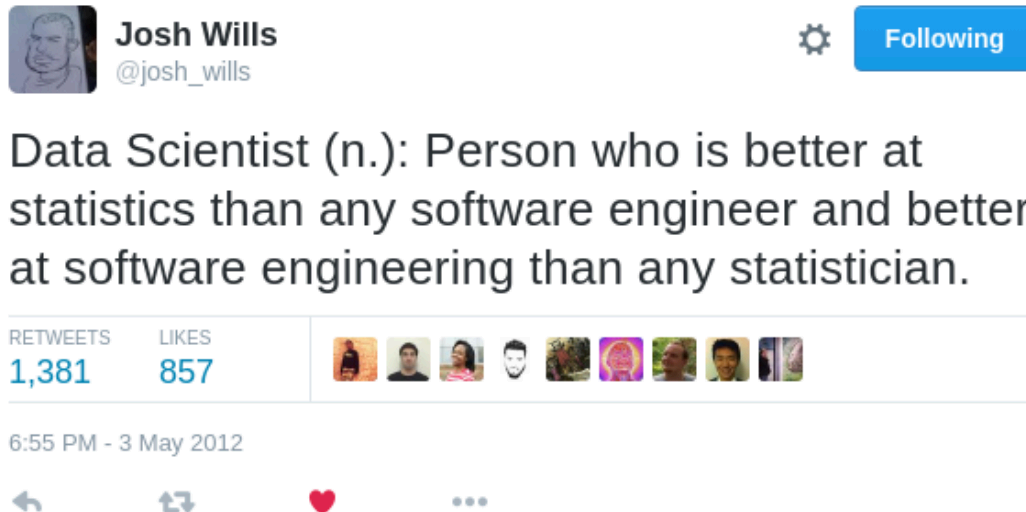 Josh Wills
@josh_wills
Following
Data Scientist (n.): Person who is better at
statistics than any software engineer and better
at software engineering than any statistician.
RETWEETS LIKES
1,381 857
6:55 PM - 3 May 2012